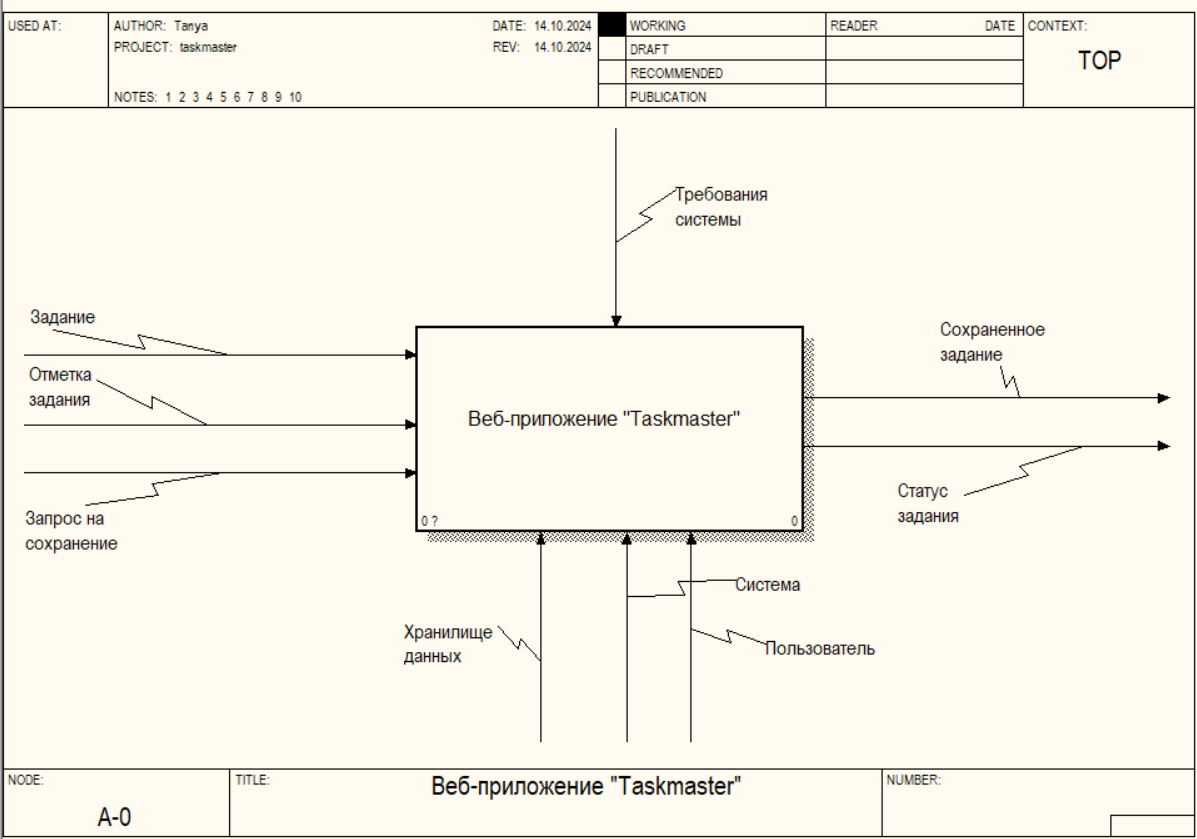 USED AT:
AUTHOR: Tanya
DATE: 14.10.2024
WORKING
READER
DATE
CONTEXT:
PROJECT: taskmaster
REV: 14.10.2024
DRAFT
TOP
RECOMMENDED
NOTES: 1 2 3 4 5 6 7 8 9 10
PUBLICATION
Требования
системы
Задание
Сохраненное
задание
Отметка
задания
Веб-приложение "Taskmaster"
Статус
задания
Запрос на
сохранение
0 ?
0
Система
Хранилище
данных
Пользователь
NODE:
A-0
TITLE:
Веб-приложение "Taskmaster"
NUMBER: